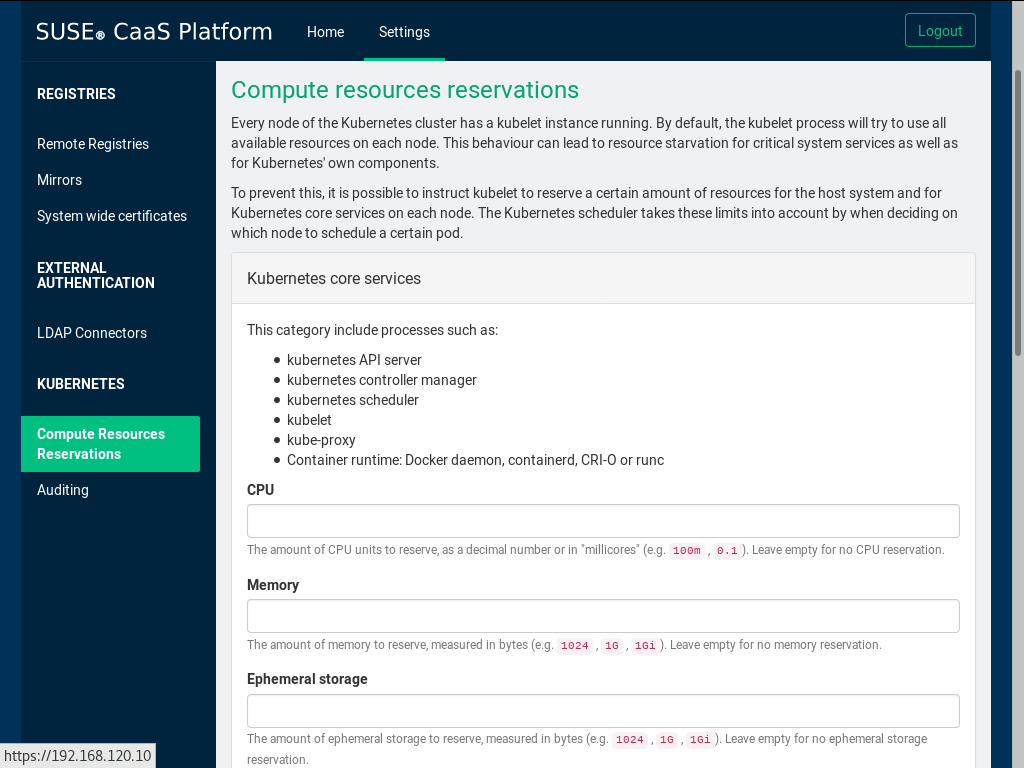 SUSE® CaaS Platform
Home
Settings
Logout
REGISTRIES
Remote Registries
Mirrors
System wide certificates
EXTERNAL
AUTHENTICATION
LDAP Connectors
KUBERNETES
Compute Resources
Reservations
Auditing
Compute resources reservations
Every node of the Kubernetes cluster has a kubelet instance running. By default, the kubelet process will try to use all
available resources on each node. This behaviour can lead to resource starvation for critical system services as well as
for Kubernetes' own components.
To prevent this, it is possible to instruct kubelet to reserve a certain amount of resources for the host system and for
Kubernetes core services on each node. The Kubernetes scheduler takes these limits into account by when deciding on
which node to schedule a certain pod.
Kubernetes core services
This category include processes such as:
• kubernetes API server
• kubernetes controller manager
• kubernetes scheduler
• kubelet
• kube-proxy
• Container runtime: Docker daemon, containerd, CRI-O or runc
CPU
The amount of CPU units to reserve, as a decimal number or in "millicores" (e.g. 100m , 0.1 ). Leave empty for no CPU reservation.
Memory
The amount of memory to reserve, measured in bytes (e.g. 1024 , 1G , 1Gi ). Leave empty for no memory reservation.
Ephemeral storage
The amount of ephemeral storage to reserve, measured in bytes (e.g. 1024 , 1G , 1Gi ). Leave empty for no ephemeral storage
reservation.
https://192.168.120.10